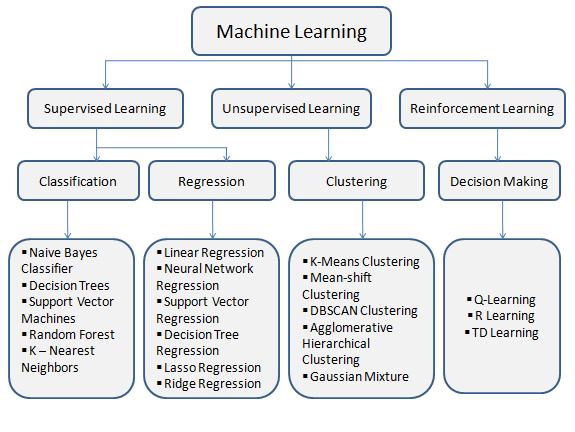 Machine Learning
Supervised Learning
Unsupervised Learning
Reinforcement Learning
Classification
Regression
Clustering
Decision Making
▪ Naive Bayes
Classifier
▪ Decision Trees
▪ Support Vector
Machines
▪ Random Forest
▪ K – Nearest
Neighbors
▪ Linear Regression
▪ Neural Network
Regression
▪ Support Vector
Regression
▪ Decision Tree
Regression
▪ Lasso Regression
▪ Ridge Regression
▪ K-Means Clustering
▪ Mean-shift
Clustering
▪ DBSCAN Clustering
▪ Agglomerative
Hierarchical
Clustering
▪ Gaussian Mixture
▪ Q-Learning
▪ R Learning
▪ TD Learning